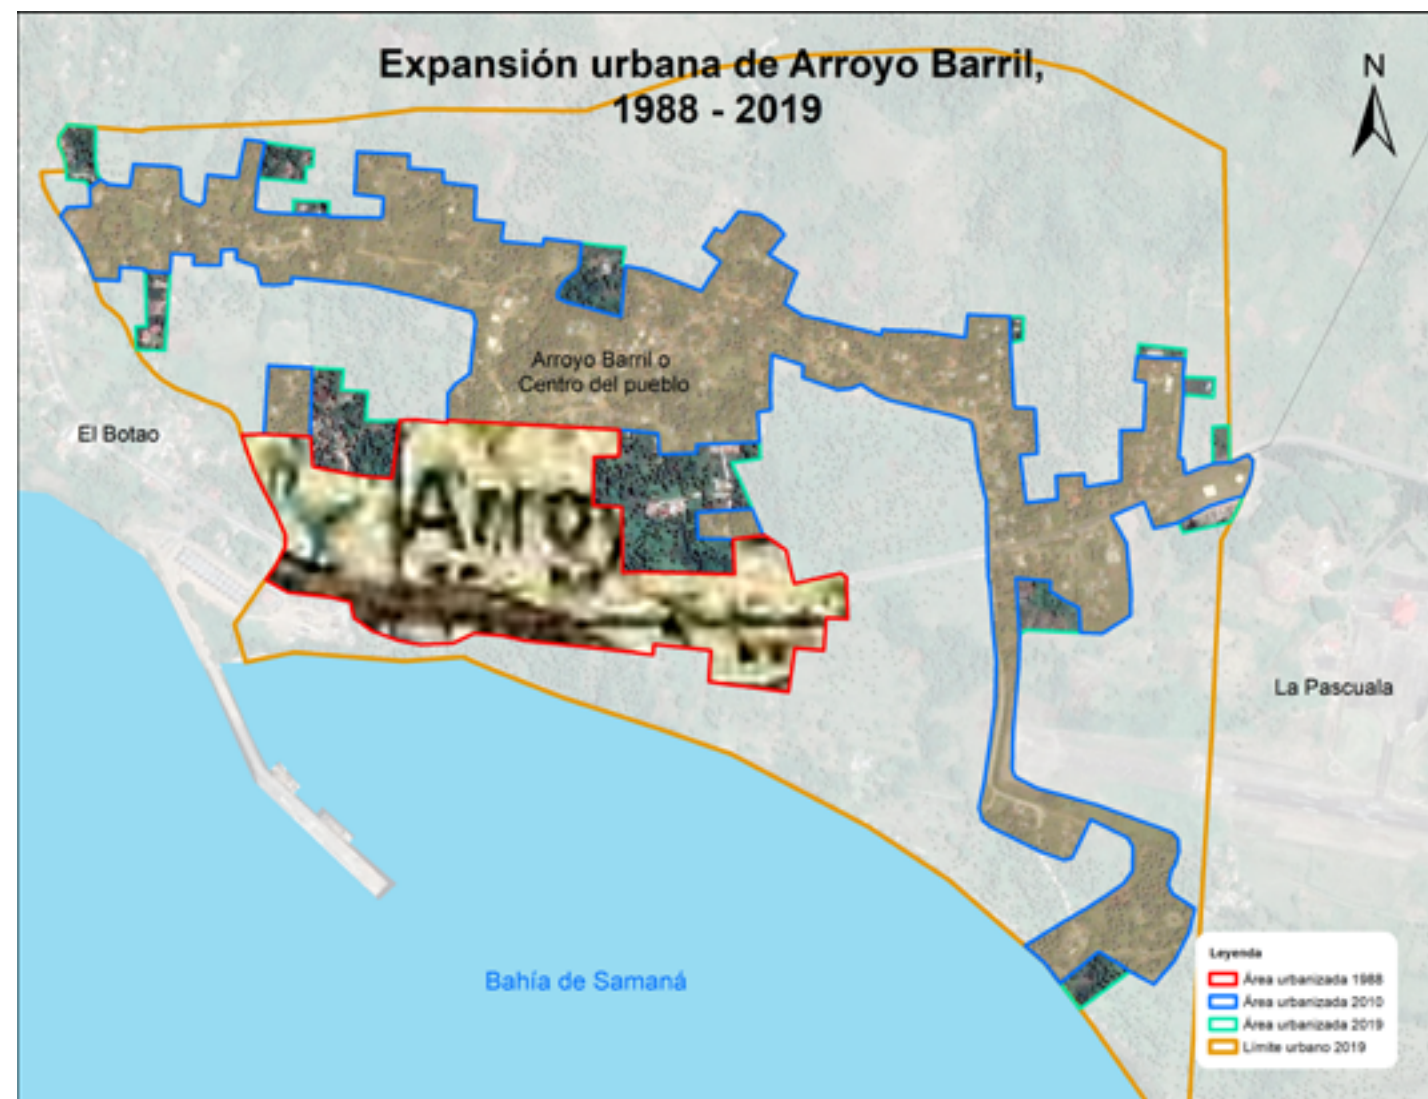 Expansión urbana de Arroyo Barril,
1988 - 2019
N
Arroyo Barril o
Centro del pueblo
El Botao
Arroy
La Pascuala
Bahía de Samaná
Leyenda
Área urbanizada 1988
Área urbanizada 2010
Área urbanizada 2019
Límite urbano 2019